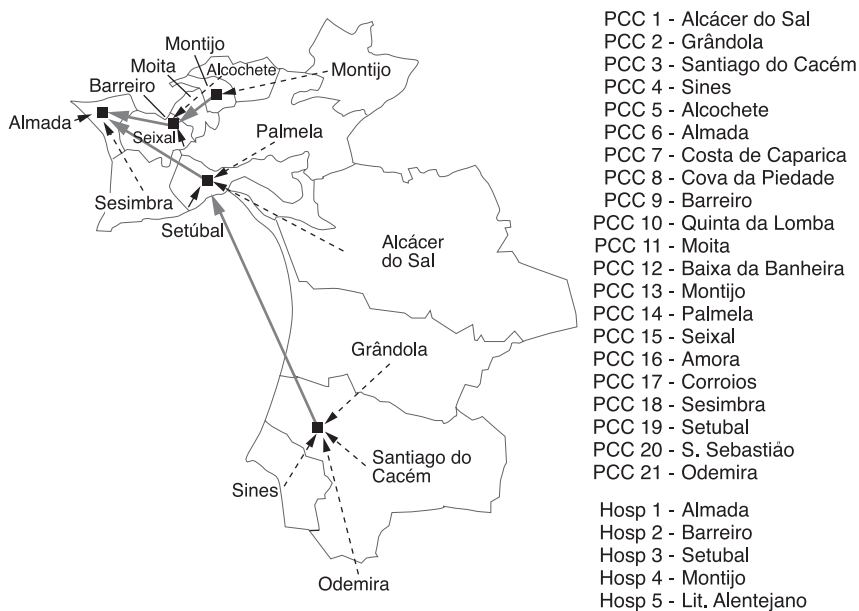 Montijo
Moita
Alcochete
Montijo
Barreiro
Almada
Seixal
Palmela
Sesimbra
Setúbal
Alcácer
do Sal
Grândola
Santiago do
Cacém
Sines
Odemira
PCC 1 - Alcácer do Sal
PCC 2 - Grândola
PCC 3 - Santiago do Cacém
PCC 4 - Sines
PCC 5 - Alcochete
PCC 6 - Almada
PCC 7 - Costa de Caparica
PCC 8 - Cova da Piedade
PCC 9 - Barreiro
PCC 10 - Quinta da Lomba
PCC 11 - Moita
PCC 12 - Baixa da Banheira
PCC 13 - Montijo
PCC 14 - Palmela
PCC 15 - Seixal
PCC 16 - Amora
PCC 17 - Corroios
PCC 18 - Sesimbra
PCC 19 - Setubal
PCC 20 - S. Sebastião
PCC 21 - Odemira
Hosp 1 - Almada
Hosp 2 - Barreiro
Hosp 3 - Setubal
Hosp 4 - Montijo
Hosp 5 - Lit. Alentejano